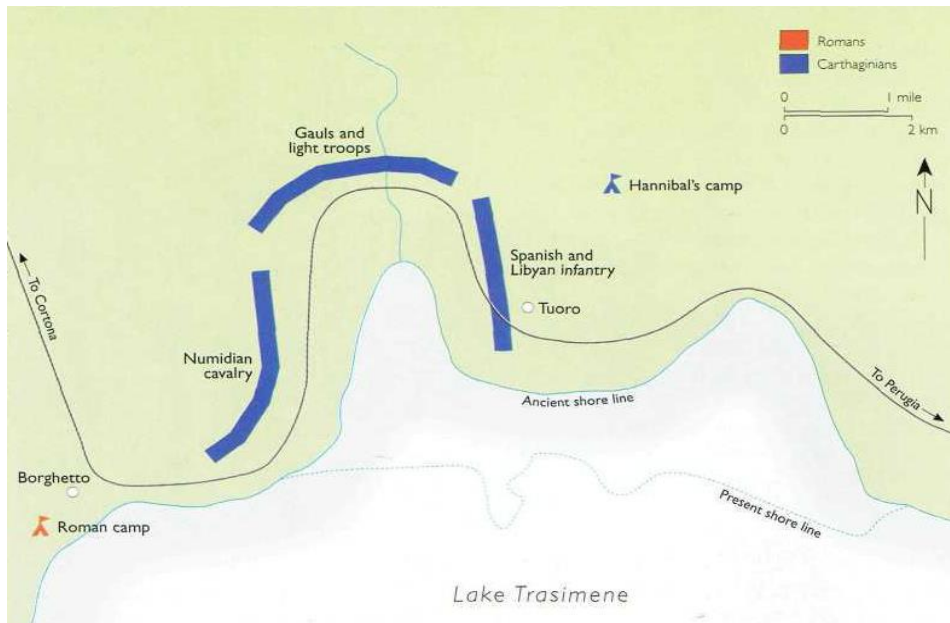 Romans
Carthaginians
0 1 mile
0 2 km
N
Gauls and
light troops
Hannibal's camp
Spanish and
Libyan infantry
Tuoro
To Cortona
Numidian
cavalry
To Perugia
Ancient shore line
Borghetto
Roman camp
Present shore line
Lake Trasimene